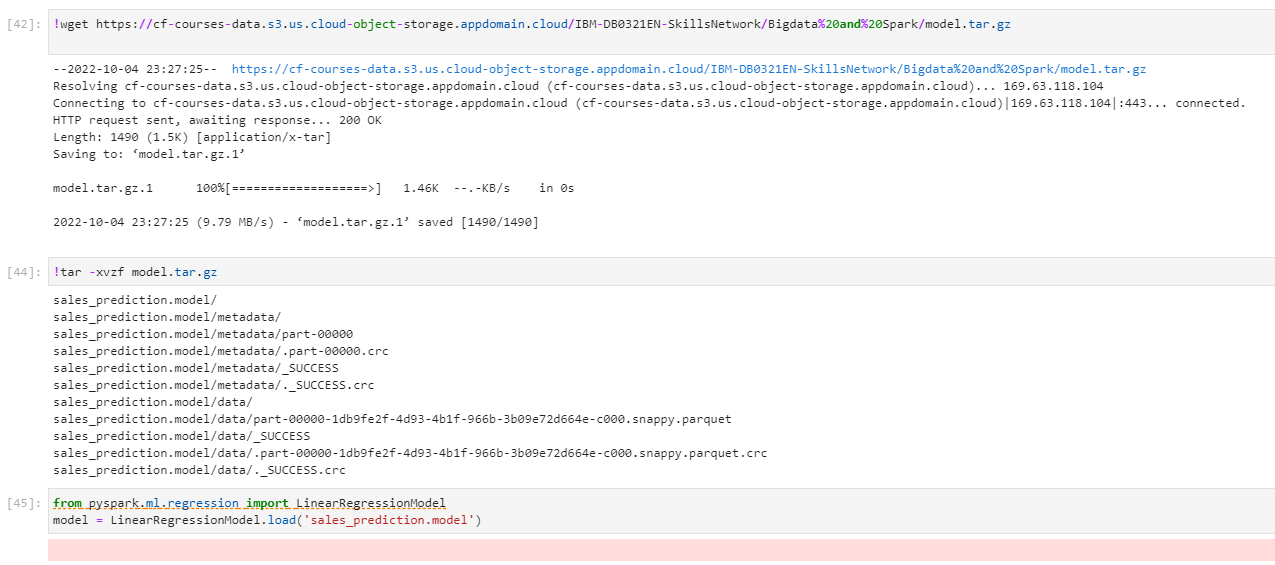 [42]: !wget https://cf-courses-data.s3.us.cloud-object-storage.appdomain.cloud/IBM-DB0321EN-SkillsNetwork/Bigdata%20and%20Spark/model.tar.gz
--2022-10-04 23:27:25--  https://cf-courses-data.s3.us.cloud-object-storage.appdomain.cloud/IBM-DB0321EN-SkillsNetwork/Bigdata%20and%20Spark/model.tar.gz
Resolving cf-courses-data.s3.us.cloud-object-storage.appdomain.cloud (cf-courses-data.s3.us.cloud-object-storage.appdomain.cloud)... 169.63.118.104
Connecting to cf-courses-data.s3.us.cloud-object-storage.appdomain.cloud (cf-courses-data.s3.us.cloud-object-storage.appdomain.cloud)|169.63.118.104|:443... connected.
HTTP request sent, awaiting response... 200 OK
Length: 1490 (1.5K) [application/x-tar]
Saving to: ‘model.tar.gz.1’
model.tar.gz.1      100%[===================>]   1.46K  --.-KB/s    in 0s
2022-10-04 23:27:25 (9.79 MB/s) - ‘model.tar.gz.1’ saved [1490/1490]
[44]: !tar -xvzf model.tar.gz
sales_prediction.model/
sales_prediction.model/metadata/
sales_prediction.model/metadata/part-00000
sales_prediction.model/metadata/.part-00000.crc
sales_prediction.model/metadata/_SUCCESS
sales_prediction.model/metadata/._SUCCESS.crc
sales_prediction.model/data/
sales_prediction.model/data/part-00000-1db9fe2f-4d93-4b1f-966b-3b09e72d664e-c000.snappy.parquet
sales_prediction.model/data/_SUCCESS
sales_prediction.model/data/.part-00000-1db9fe2f-4d93-4b1f-966b-3b09e72d664e-c000.snappy.parquet.crc
sales_prediction.model/data/._SUCCESS.crc
[45]: from pyspark.ml.regression import LinearRegressionModel
model = LinearRegressionModel.load('sales_prediction.model')